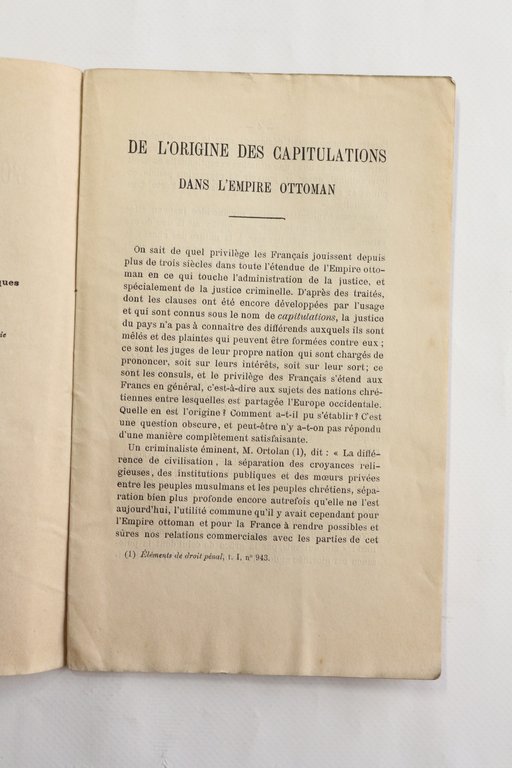 ques
ie
DE L'ORIGINE DES CAPITULATIONS
DANS L'EMPIRE OTTOMAN
On sait de quel privilège les Français jouissent depuis
plus de trois siècles dans toute l'étendue de l'Empire otto-
man en ce qui touche l'administration de la justice, et
spécialement de la justice criminelle. D'après des traités,
dont les clauses ont été encore développées par l'usage
et qui sont connus sous le nom de capitulations, la justice
du pays n'a pas à connaître des différends auxquels ils sont
mêlés et des plaintes qui peuvent être formées contre eux ;
ce sont les juges de leur propre nation qui sont chargés de
prononcer, soit sur leurs intérêts, soit sur leur sort ; ce
sont les consuls, et le privilège des Français s'étend aux
Francs en général, c'est-à-dire aux sujets des nations chré-
tiennes entre lesquelles est partagée l'Europe occidentale.
Quelle en est l'origine ? Comment a-t-il pu s'établir ? C'est
une question obscure, et peut-être n'y a-t-on pas répondu
d'une manière complètement satisfaisante.
Un criminaliste éminent, M. Ortolan (1), dit : « La diffé-
rence de civilisation, la séparation des croyances reli-
gieuses, des institutions publiques et des mœurs privées
entre les peuples musulmans et les peuples chrétiens, sépa-
ration bien plus profonde encore autrefois qu'elle ne l'est
aujourd'hui, l'utilité commune qu'il y avait cependant pour
l'Empire ottoman et pour la France à rendre possibles et
sûres nos relations commerciales avec les parties de cet
(1) Éléments de droit pénal, t. I, n° 943.